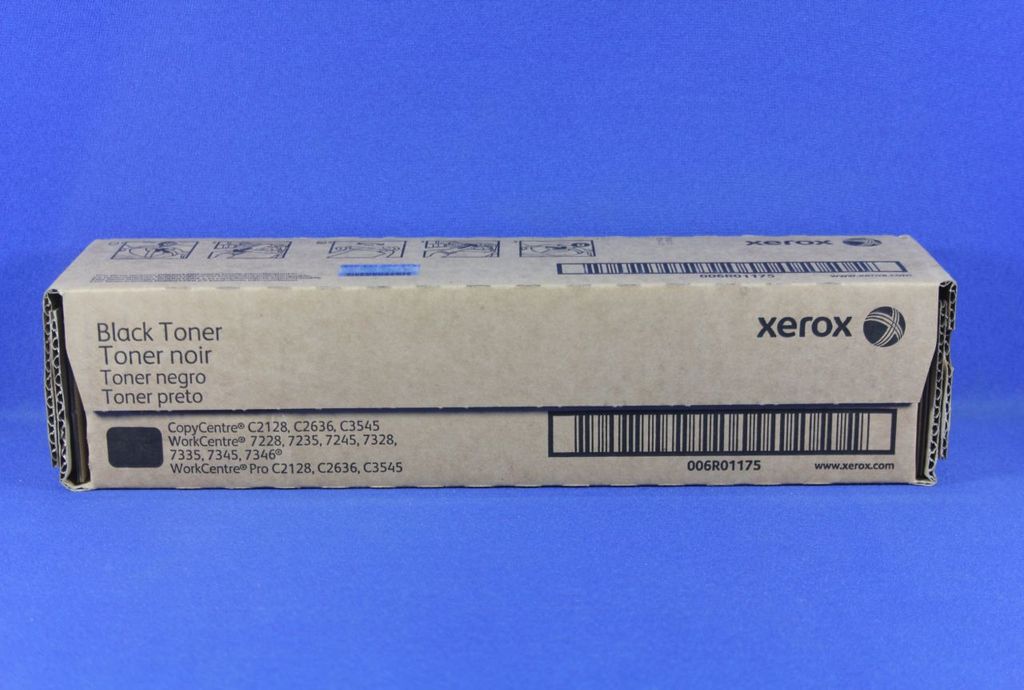 xerox
006R01175
www.xerox.com
Black Toner
Toner noir
Toner negro
Toner preto
xerox
CopyCentre® C2128, C2636, C3545
WorkCentre® 7228, 7235, 7245, 7328,
7335, 7345, 7346®
WorkCentre® Pro C2128, C2636, C3545
006R01175
www.xerox.com